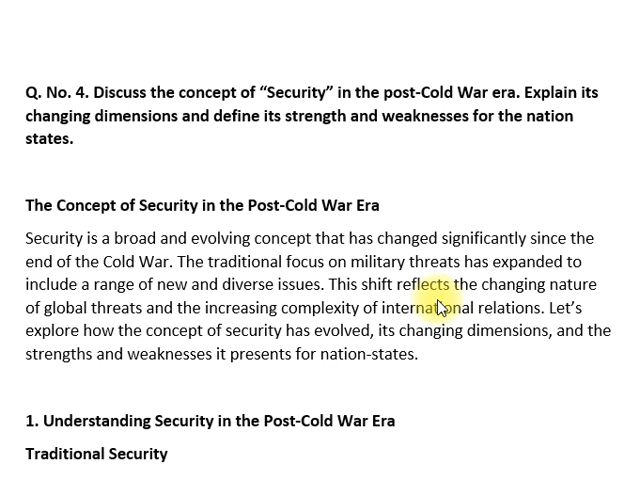 Q. No. 4. Discuss the concept of “Security” in the post-Cold War era. Explain its
changing dimensions and define its strength and weaknesses for the nation
states.
The Concept of Security in the Post-Cold War Era
Security is a broad and evolving concept that has changed significantly since the
end of the Cold War. The traditional focus on military threats has expanded to
include a range of new and diverse issues. This shift reflects the changing nature
of global threats and the increasing complexity of international relations. Let’s
explore how the concept of security has evolved, its changing dimensions, and the
strengths and weaknesses it presents for nation-states.
1. Understanding Security in the Post-Cold War Era
Traditional Security